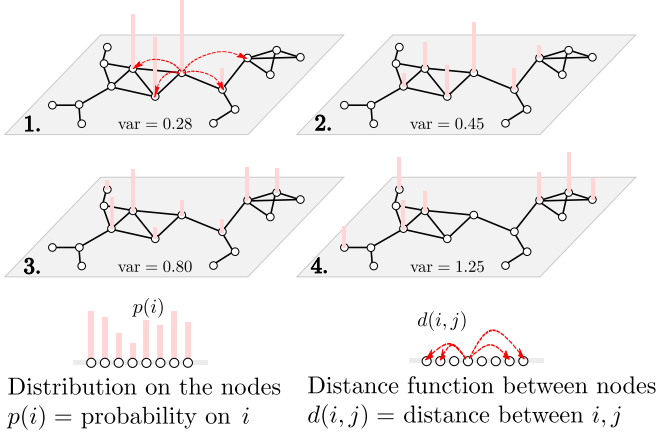 1.
var = 0.28
2.
var = 0.45
3.
var = 0.80
4.
var = 1.25
p(i)
d(i, j)
Distribution on the nodes
p(i) = probability on i
Distance function between nodes
d(i, j) = distance between i, j